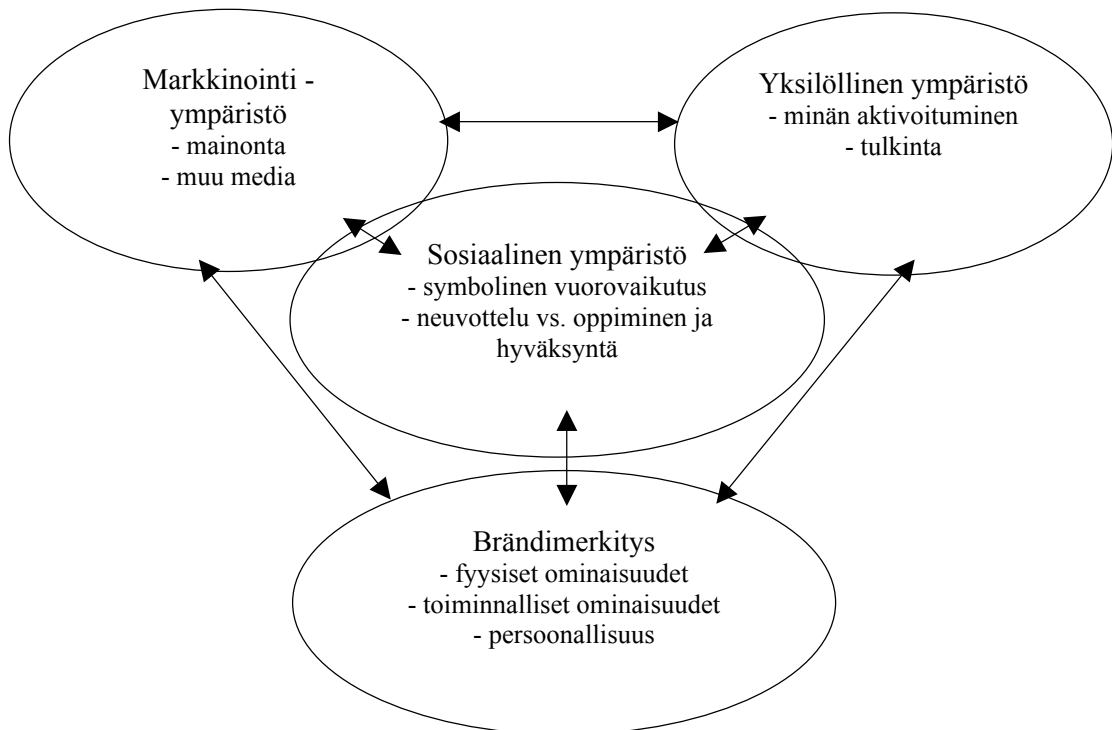 Markkinointi -
ympäristö
- mainonta
- muu media
Yksilöllinen ympäristö
- minän aktivoituminen
- tulkinta
Sosiaalinen ympäristö
- symbolinen vuorovaikutus
- neuvottelu vs. oppiminen ja
hyväksyntä
Brändimerkitys
- fyysiset ominaisuudet
- toiminnalliset ominaisuudet
- persoonallisuus